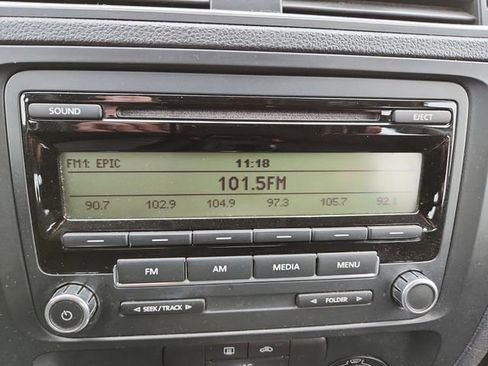 SOUND EJECT
FM1: EPIC 11:18
101.5FM
90.7 102.9 104.9 97.3 105.7 92.1
FM AM MEDIA MENU
SEEK/TRACK FOLDER